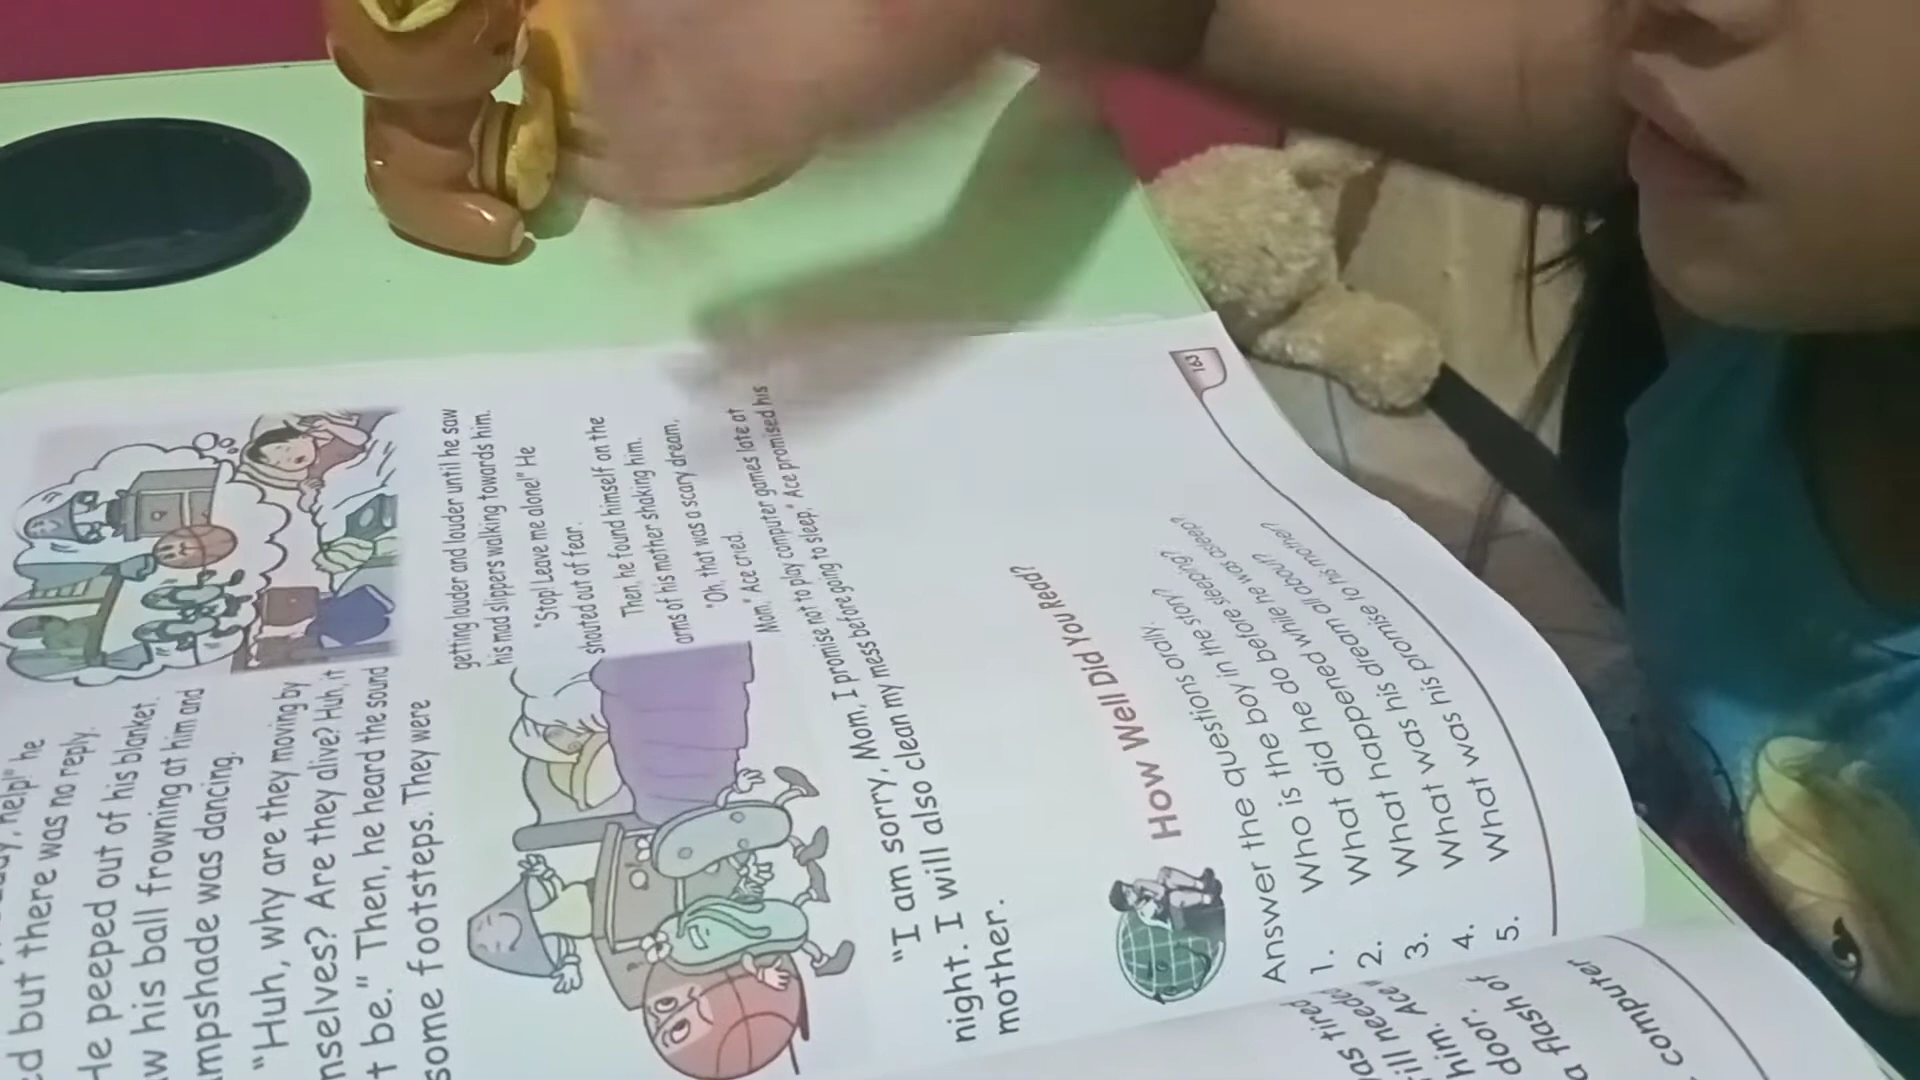 help!" he
ed but there was no reply.
He peeped out of his blanket.
w his ball frowning at him and
mpshade was dancing.
"Huh, why are they moving by
nselves? Are they alive? Huh, it
t be." Then, he heard the sound
some footsteps. They were
getting louder and louder until he saw
his mad slippers walking towards him.
"Stop! Leave me alone!" He
shouted out of fear.
Then, he found himself on the
arms of his mother shaking him.
"Oh, that was a scary dream,
Mom," Ace cried.
"I am sorry, Mom, I promise not to play computer games late at
night. I will also clean my mess before going to sleep," Ace promised his
mother.
How Well Did You Read?
Answer the questions orally.
1. Who is the boy in the story?
2. What did he do before sleeping?
3. What happened while he was asleep?
4. What was his dream all about?
5. What was his promise to his mother?
163
was tired
ill needed
him. Ace
door.
a flash of
computer